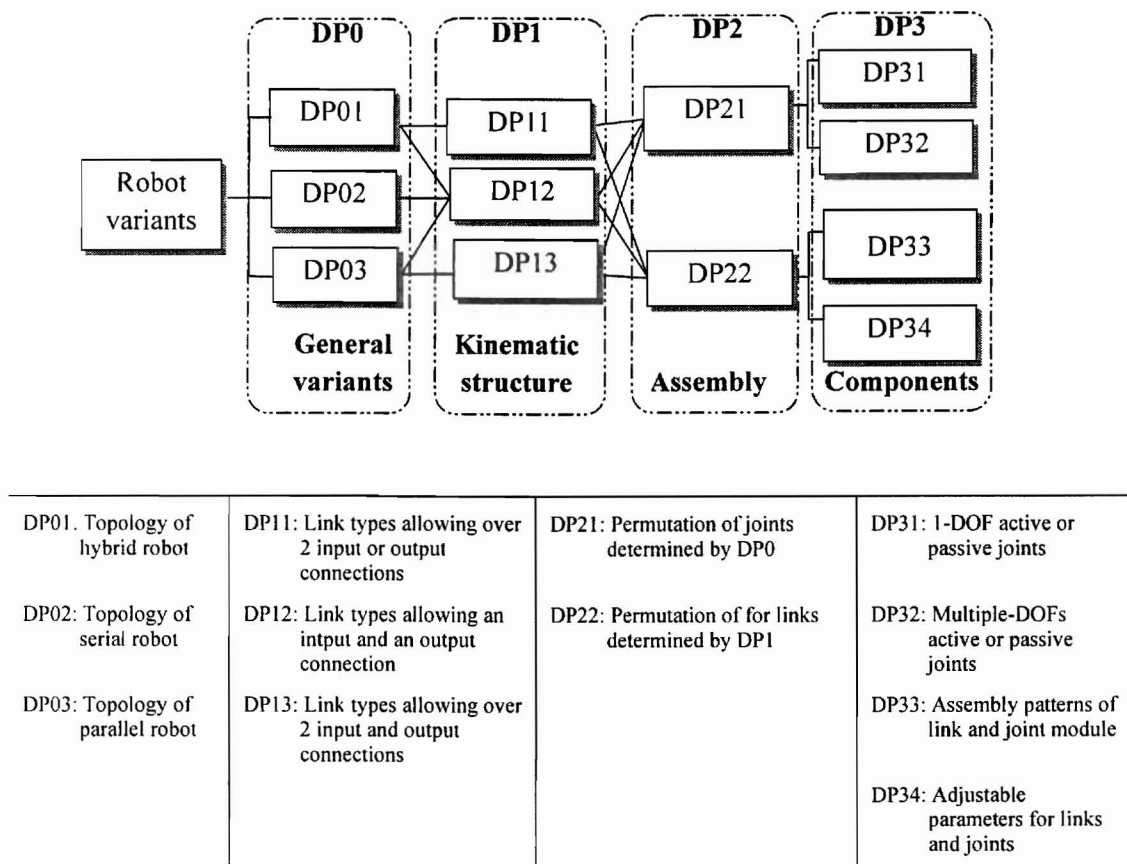 DP0
DP1
DP2
DP3
DP01
DP02
DP03
DP11
DP12
DP13
DP21
DP22
DP31
DP32
DP33
DP34
Robot
variants
General
variants
Kinematic
structure
Assembly
Components
DP01. Topology of
hybrid robot
DP02: Topology of
serial robot
DP03: Topology of
parallel robot
DP11: Link types allowing over
2 input or output
connections
DP12: Link types allowing an
intput and an output
connection
DP13: Link types allowing over
2 input and output
connections
DP21: Permutation of joints
determined by DP0
DP22: Permutation of for links
determined by DP1
DP31: 1-DOF active or
passive joints
DP32: Multiple-DOFs
active or passive
joints
DP33: Assembly patterns of
link and joint module
DP34: Adjustable
parameters for links
and joints